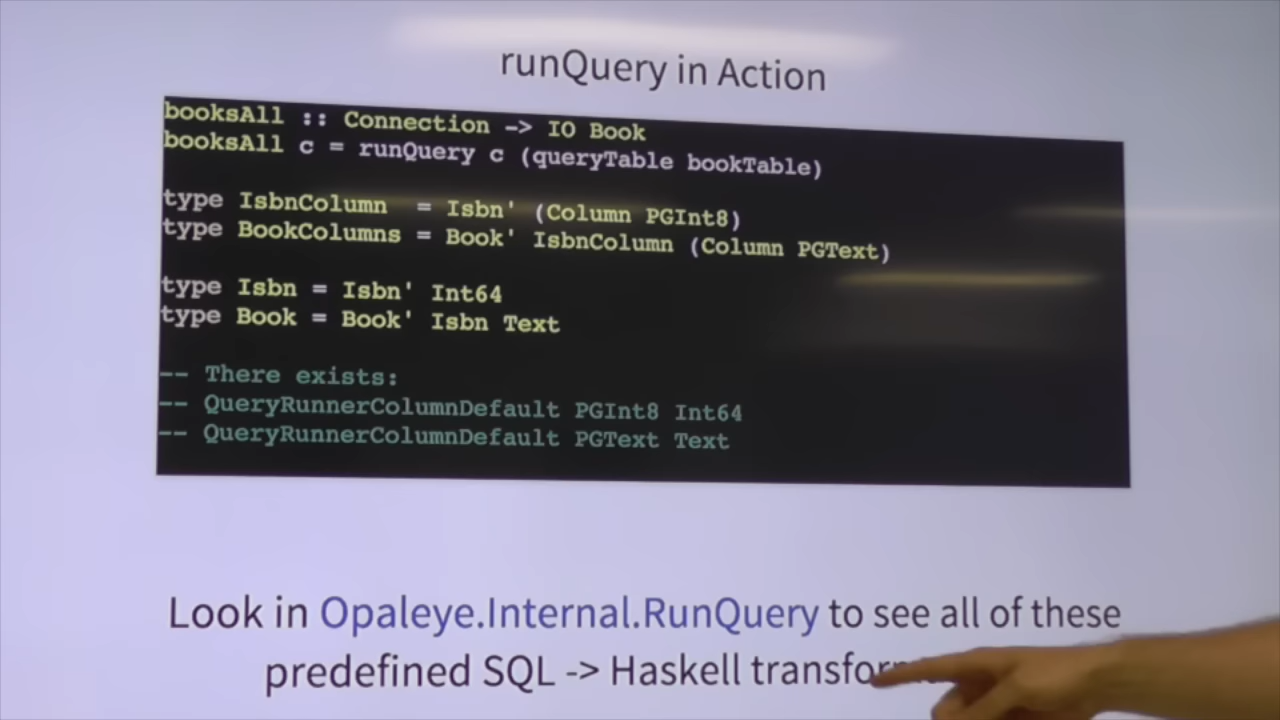 runQuery in Action
booksAll :: Connection -> IO Book
booksAll c = runQuery c (queryTable bookTable)
type IsbnColumn = Isbn' (Column PGInt8)
type BookColumns = Book' IsbnColumn (Column PGText)
type Isbn = Isbn' Int64
type Book = Book' Isbn Text
-- There exists:
-- QueryRunnerColumnDefault PGInt8 Int64
-- QueryRunnerColumnDefault PGText Text
Look in Opaleye.Internal.RunQuery to see all of these
predefined SQL -> Haskell